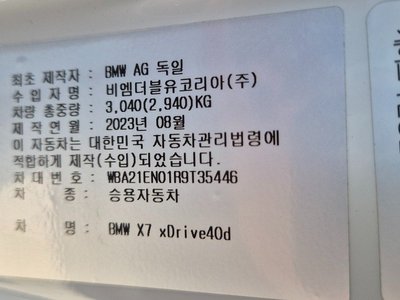 최초 제작자 : BMW AG 독일
수 입 자 명 : 비엠더블유코리아(주)
차량 총중량 : 3,040(2,940)KG
제 작 연 월 : 2023년 08월
이 자동차는 대한민국 자동차관리법령에
적합하게 제작(수입)되었습니다.
차 대 번 호 : WBA21EN01R9T35446
차 종 : 승용자동차
차 명 : BMW X7 xDrive40d